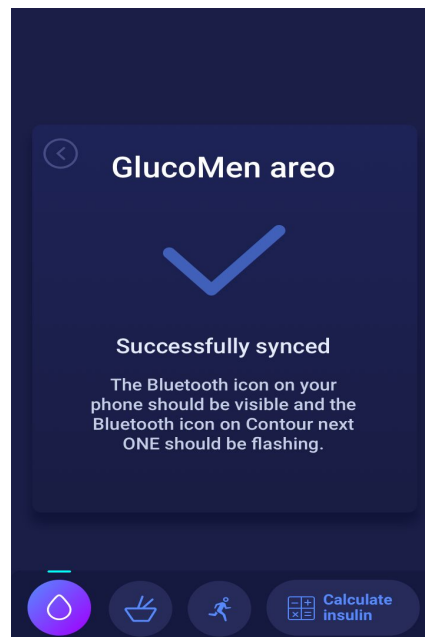 GlucoMen areo
Successfully synced
The Bluetooth icon on your
phone should be visible and the
Bluetooth icon on Contour next
ONE should be flashing.
Calculate
insulin